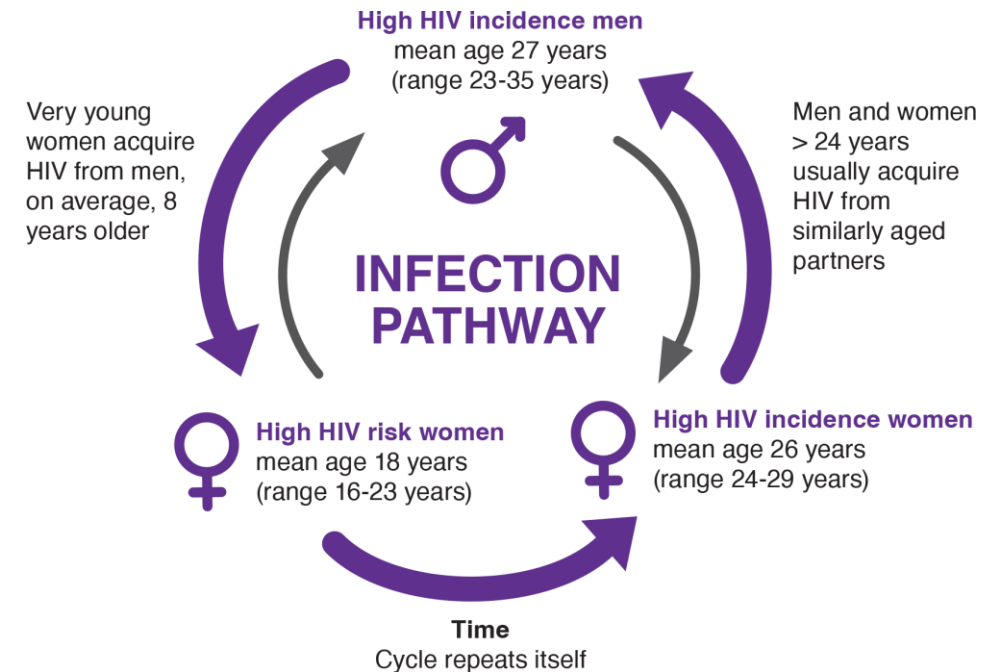 High HIV incidence men
mean age 27 years
(range 23-35 years)
Very young
women acquire
HIV from men,
on average, 8
years older
Men and women
> 24 years
usually acquire
HIV from
similarly aged
partners
INFECTION
PATHWAY
High HIV risk women
mean age 18 years
(range 16-23 years)
High HIV incidence women
mean age 26 years
(range 24-29 years)
Time
Cycle repeats itself